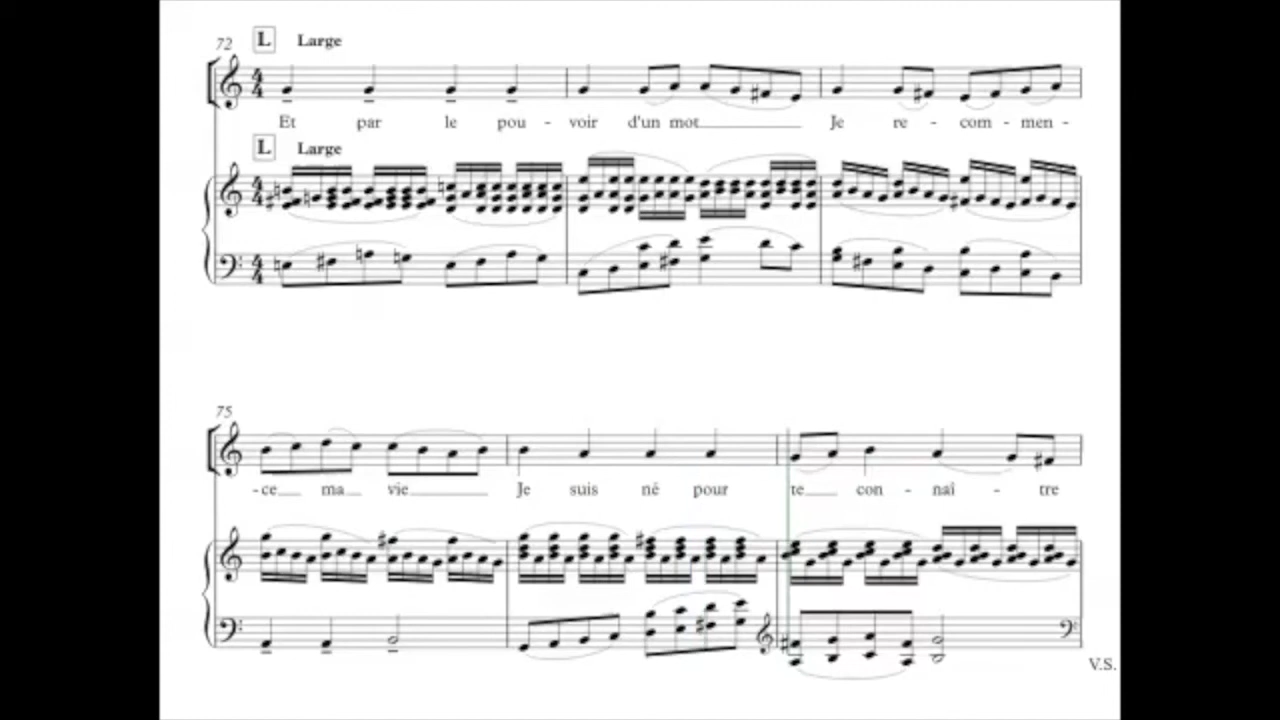 72 L Large
Et par le pou - voir d'un mot Je re - com - men -
L Large
75
- ce ma vie Je suis né pour te con - naî - tre
V.S.